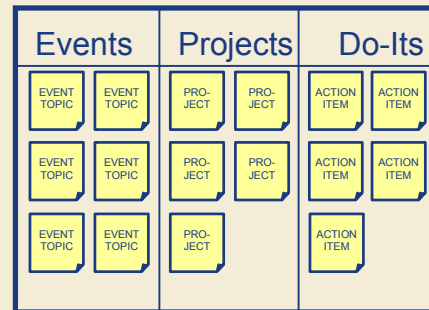 Events
Projects
Do-Its
EVENT
TOPIC
EVENT
TOPIC
PRO-
JECT
PRO-
JECT
ACTION
ITEM
ACTION
ITEM
EVENT
TOPIC
EVENT
TOPIC
PRO-
JECT
PRO-
JECT
ACTION
ITEM
ACTION
ITEM
EVENT
TOPIC
EVENT
TOPIC
PRO-
JECT
ACTION
ITEM